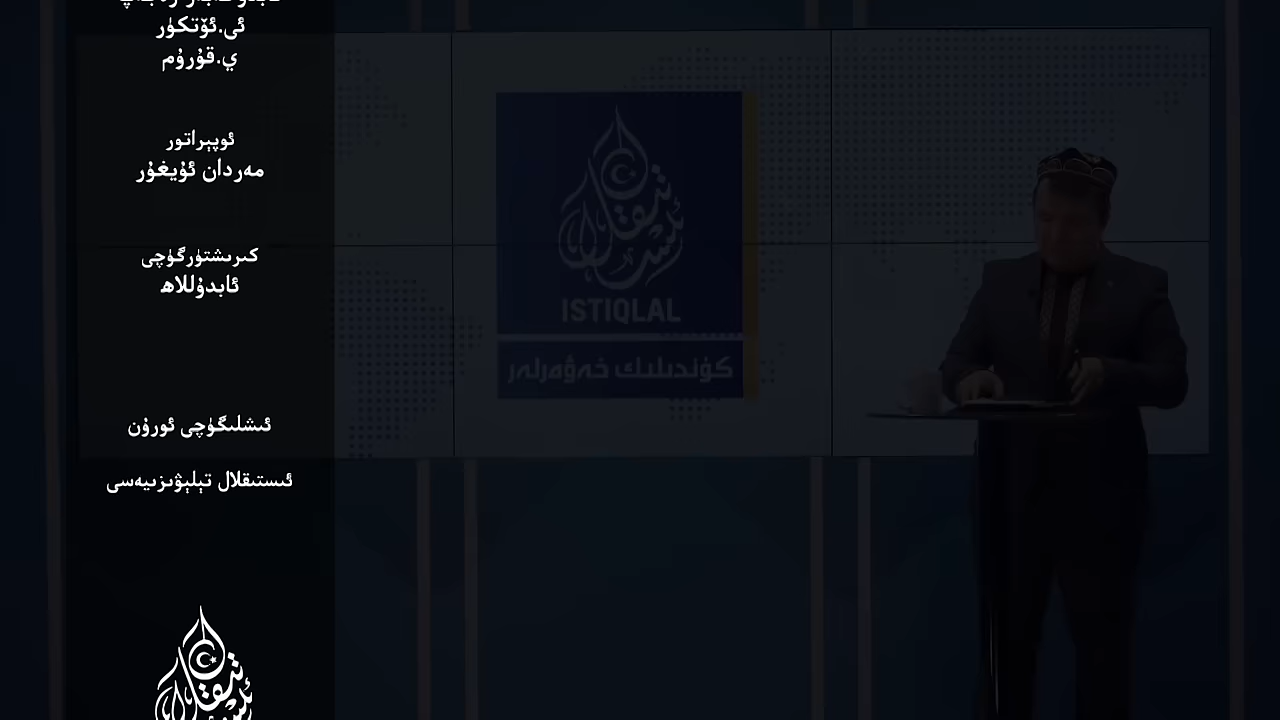 ئى.ئۆتكۈر
ي.قۇرۇم
ئوپېراتور
مەردان ئۇيغۇر
كىرىشتۈرگۈچى
ئابدۇللاھ
ئىشلىگۈچى ئورۇن
ئىستىقلال تېلېۋىزىيەسى
ISTIQLAL
كۈندىلىك خەۋەرلەر